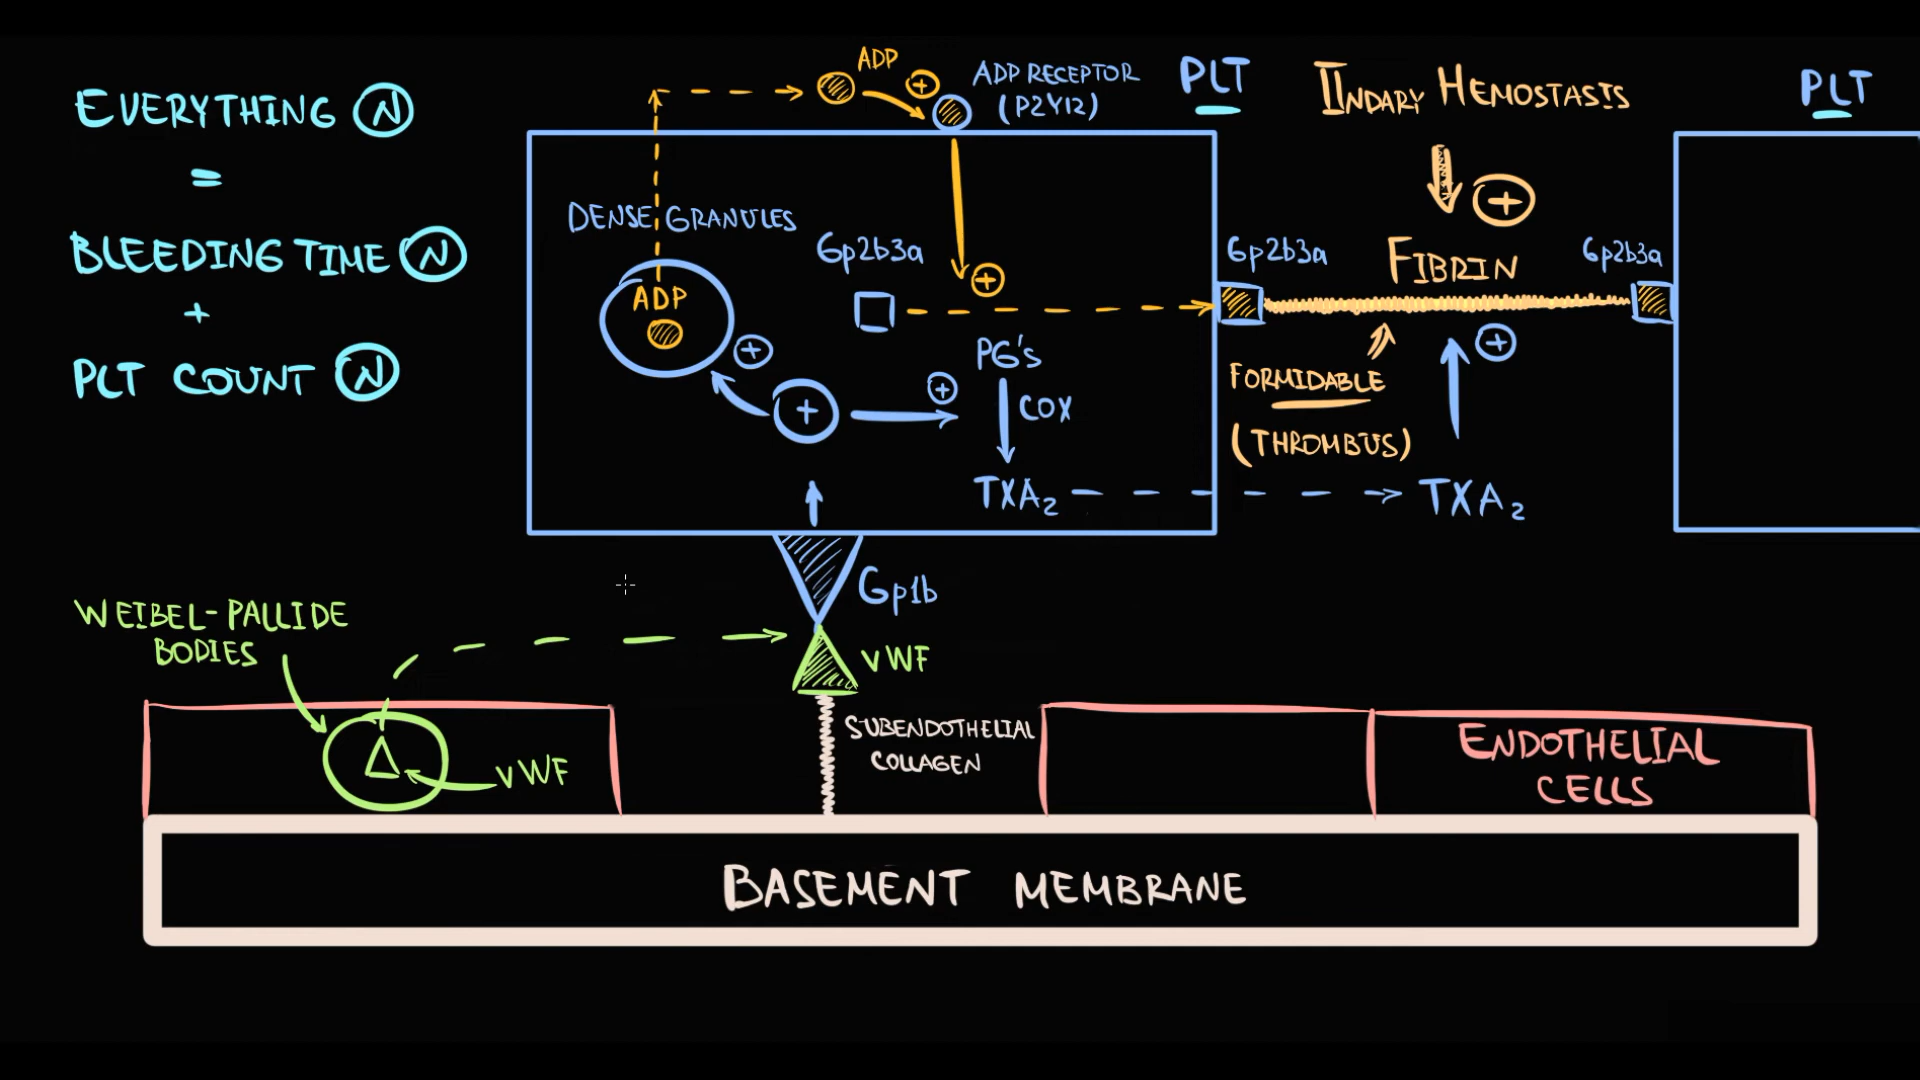 EVERYTHING (N)
=
BLEEDING TIME (N)
+
PLT COUNT (N)
ADP
+
ADP RECEPTOR
(P2Y12)
PLT
IINDARY HEMOSTASIS
+
PLT
DENSE GRANULES
ADP
Gp2b3a
+
Gp2b3a
FIBRIN
Gp2b3a
+
+
+
PG's
COX
TXA2
TXA2
+
FORMIDABLE
(THROMBUS)
Gp1b
vWF
WEIBEL-PALLIDE
BODIES
vWF
SUBENDOTHELIAL
COLLAGEN
ENDOTHELIAL
CELLS
BASEMENT MEMBRANE